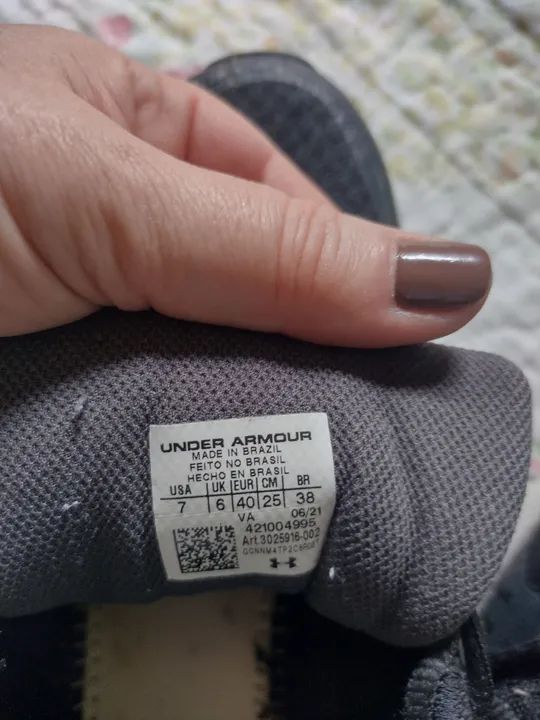 UNDER ARMOUR
MADE IN BRAZIL
FEITO NO BRASIL
HECHO EN BRASIL
USA UK EUR CM BR
7 6 40 25 38
VA 06/21
421004995
Art.3025916-002